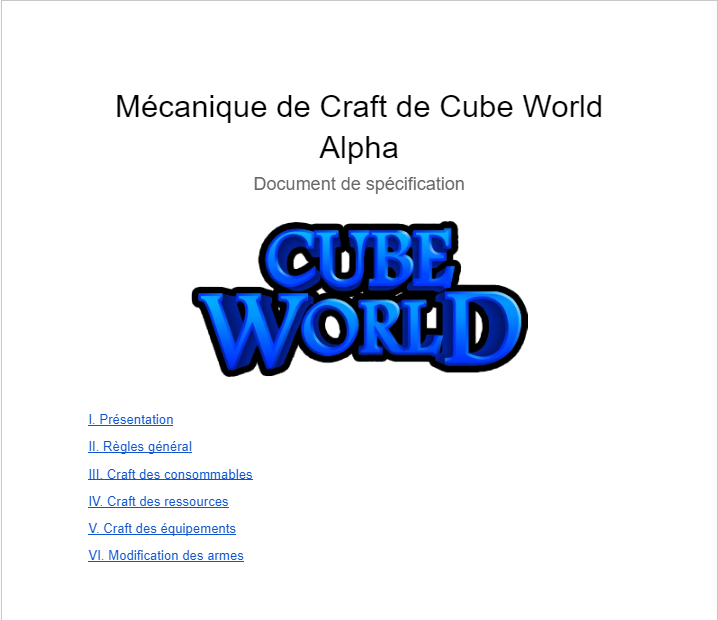 Mécanique de Craft de Cube World
Alpha
Document de spécification
CUBE
WORLD
I. Présentation
II. Règles général
III. Craft des consommables
IV. Craft des ressources
V. Craft des équipements
VI. Modification des armes